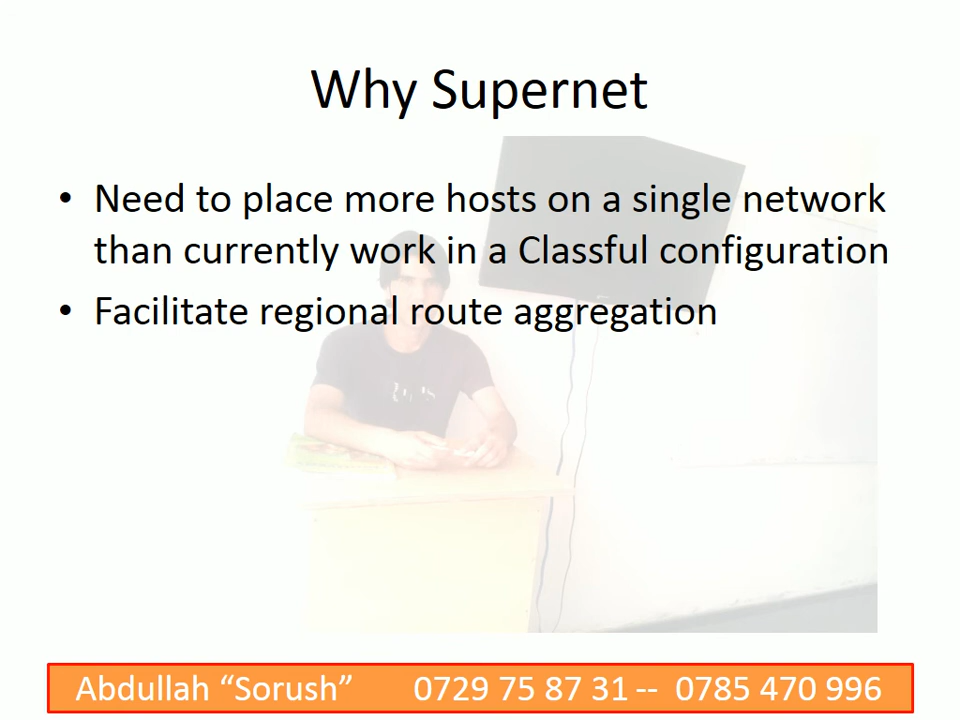 Why Supernet
• Need to place more hosts on a single network
than currently work in a Classful configuration
• Facilitate regional route aggregation
Abdullah “Sorush” 0729 75 87 31 -- 0785 470 996